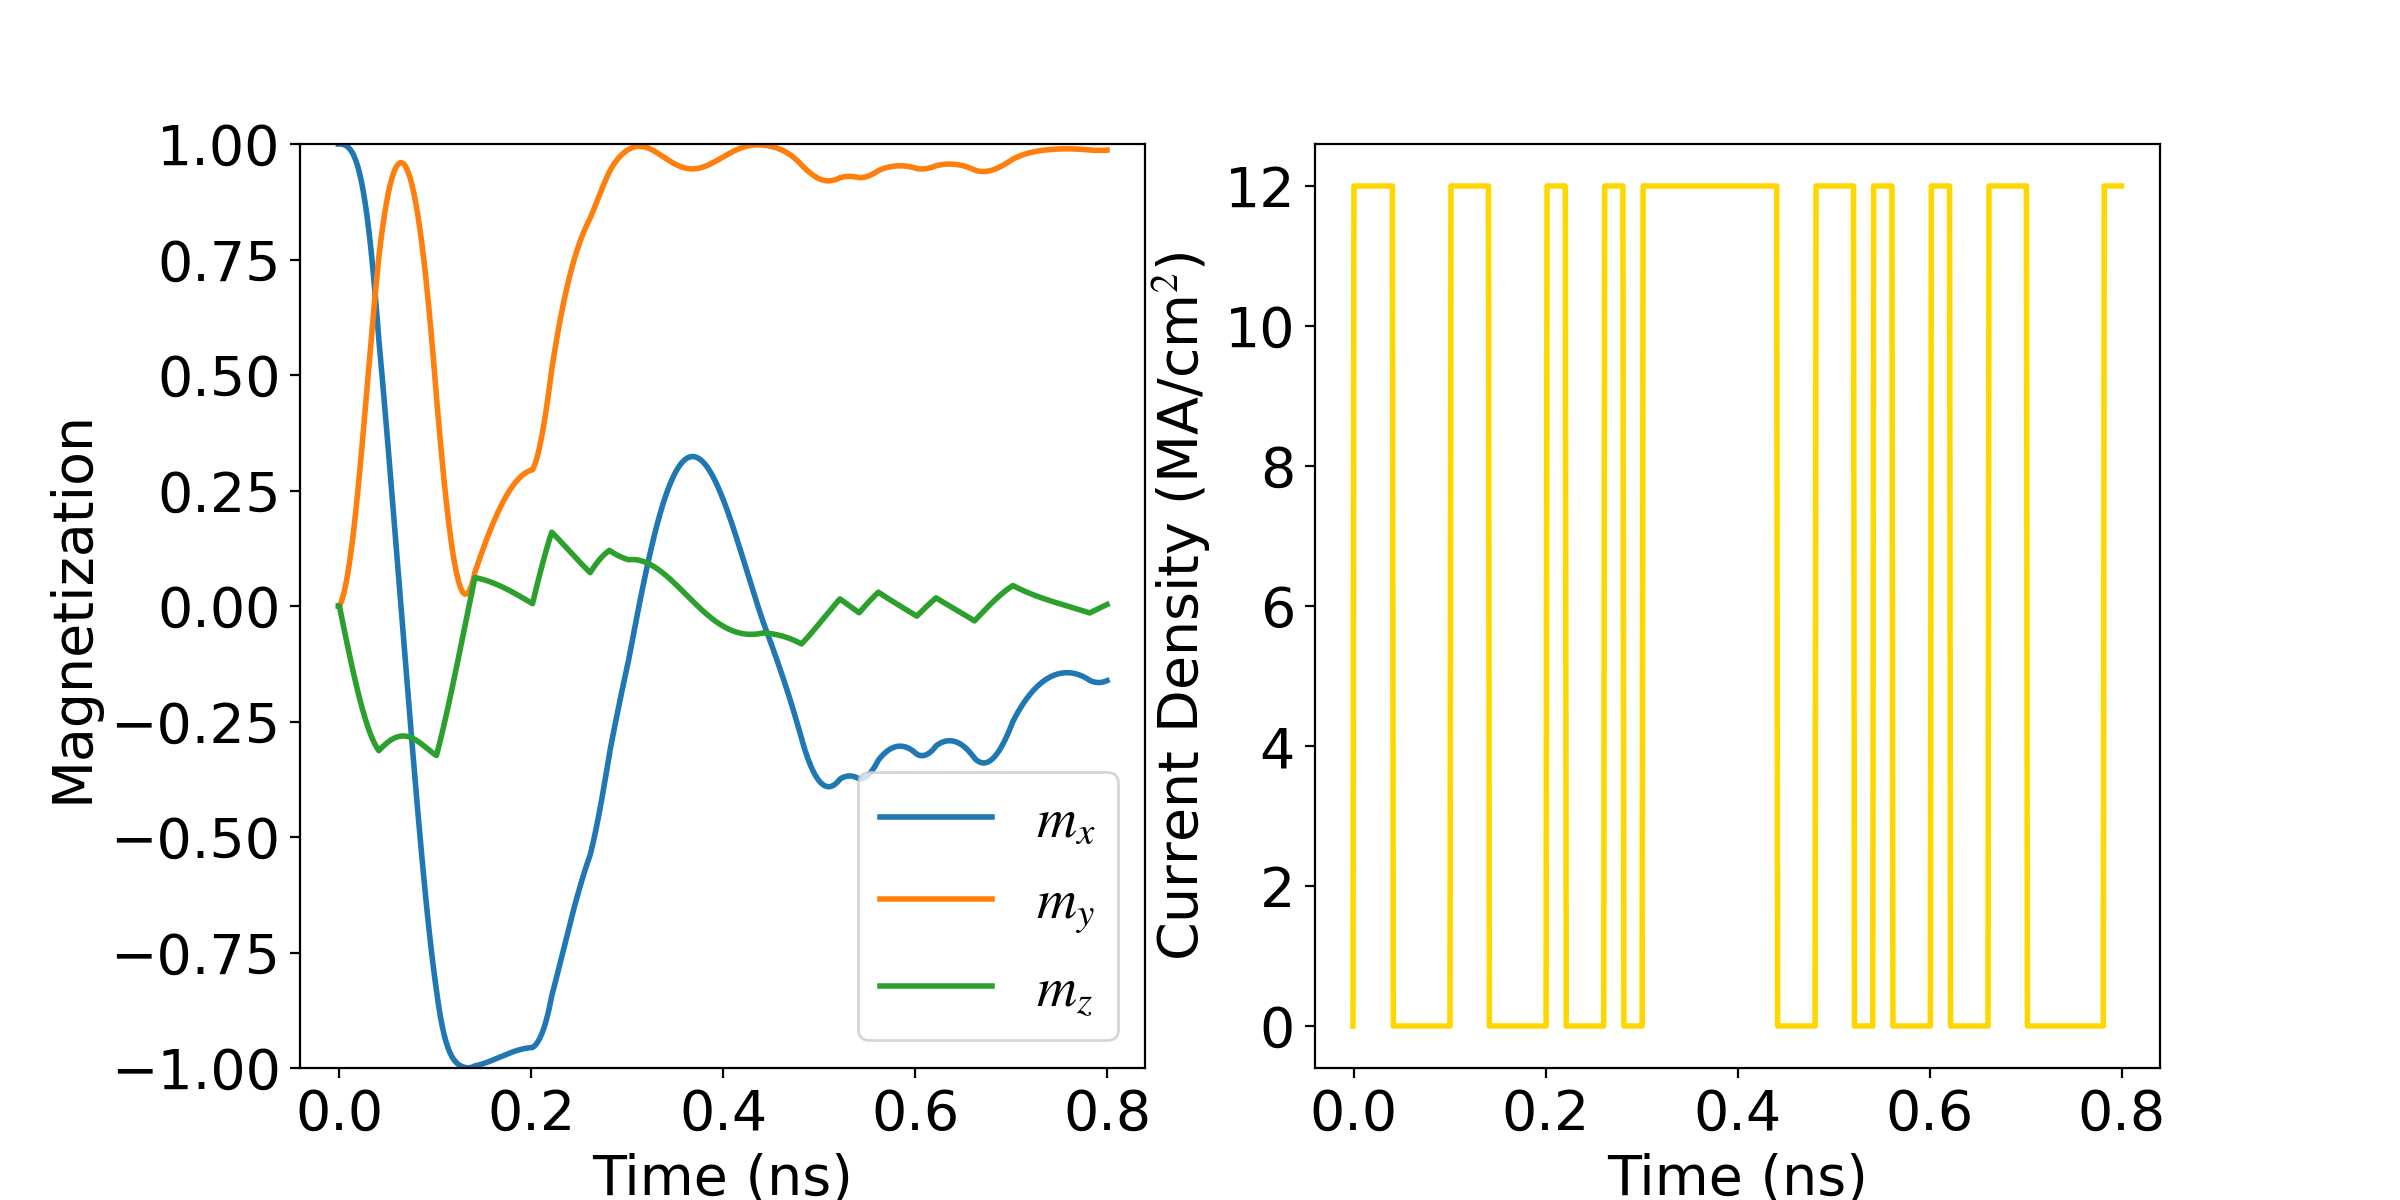 1.00
0.75
0.50
0.25
0.00
−0.25
−0.50
−0.75
−1.00
Magnetization
0.0 0.2 0.4 0.6 0.8
Time (ns)
m_x
m_y
m_z
12
10
8
6
4
2
0
Current Density (MA/cm²)
0.0 0.2 0.4 0.6 0.8
Time (ns)